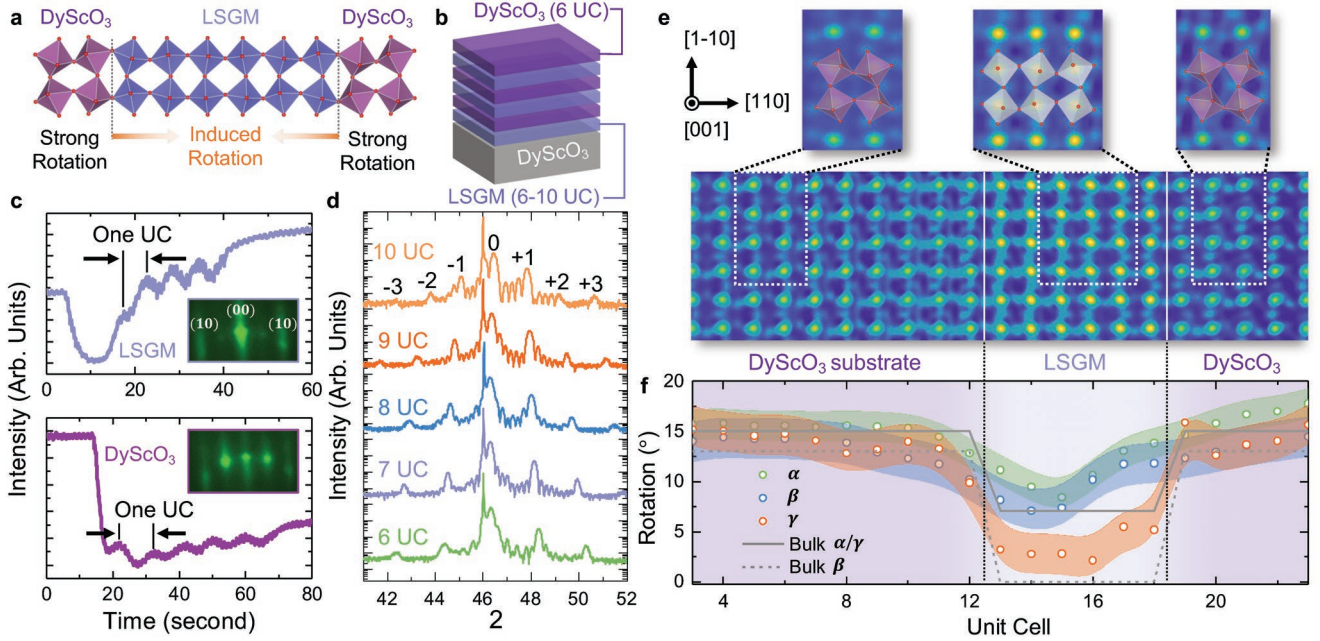 a
DyScO₃ LSGM DyScO₃
Strong Rotation
Induced Rotation
Strong Rotation
b
DyScO₃ (6 UC)
DyScO₃
LSGM (6-10 UC)
c
One UC
(10) (00) (10)
LSGM
0 20 40 60
DyScO₃
One UC
0 20 40 60 80
Time (second)
Intensity (Arb. Units)
d
10 UC
-3 -2 -1 0 +1 +2 +3
9 UC
8 UC
7 UC
6 UC
42 44 46 48 50 52
2
Intensity (Arb. Units)
e
[1-10]
[110]
[001]
DyScO₃ substrate LSGM DyScO₃
f
20
15
10
5
0
Rotation (°)
α
β
γ
Bulk α/γ
Bulk β
4 8 12 16 20
Unit Cell